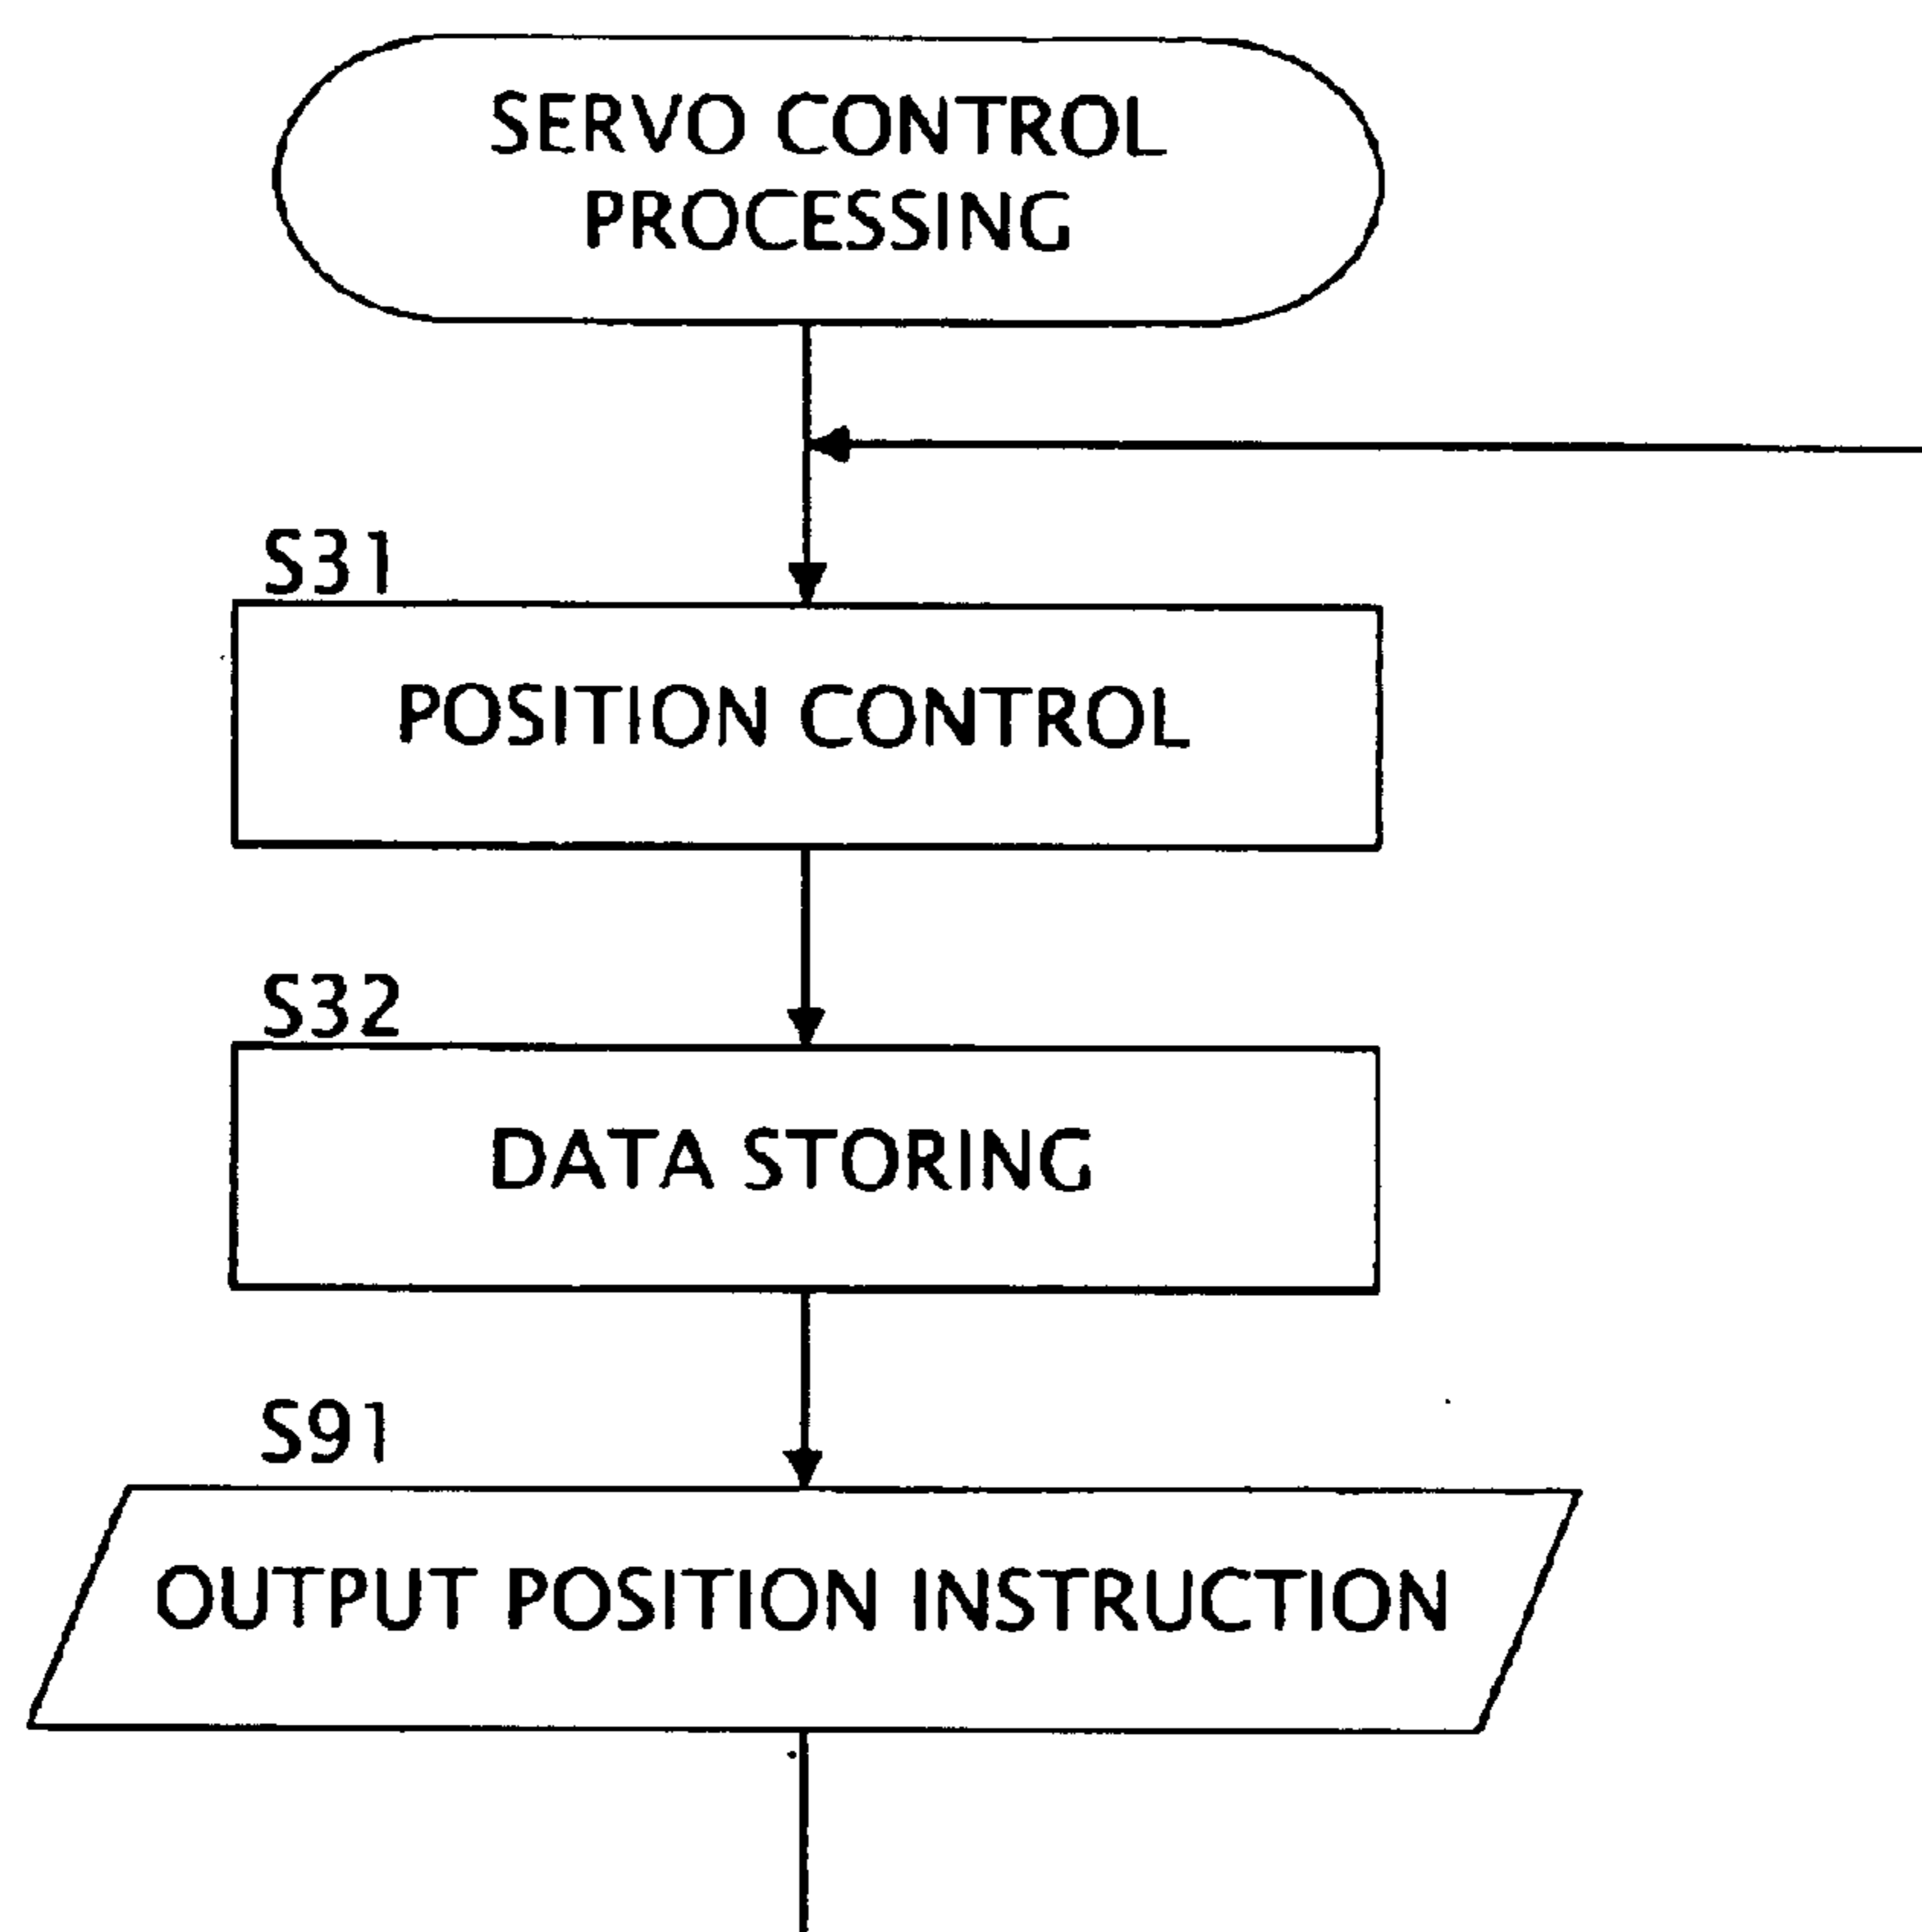 SERVO CONTROL
PROCESSING
S31
POSITION CONTROL
S32
DATA STORING
S91
OUTPUT POSITION INSTRUCTION